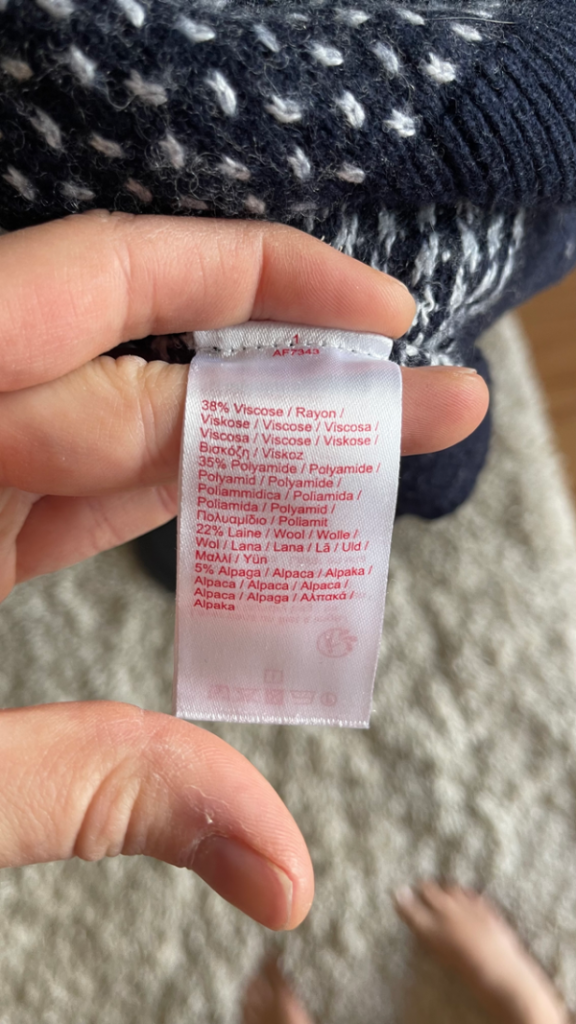 1
AF7343
38% Viscose / Rayon /
Viskose / Viscose / Viscosa /
Viscosa / Viscose / Viskose /
Βισκόζη / Viskoz
35% Polyamide / Polyamide /
Polyamid / Polyamide /
Poliammidica / Poliamida /
Poliamida / Polyamid /
Πολυαμίδιο / Poliamit
22% Laine / Wool / Wolle /
Wol / Lana / Lana / Lã / Uld /
Μαλλί / Yün
5% Alpaga / Alpaca / Alpaka /
Alpaca / Alpaca / Alpaca /
Alpaca / Alpaga / Αλπακά /
Alpaka